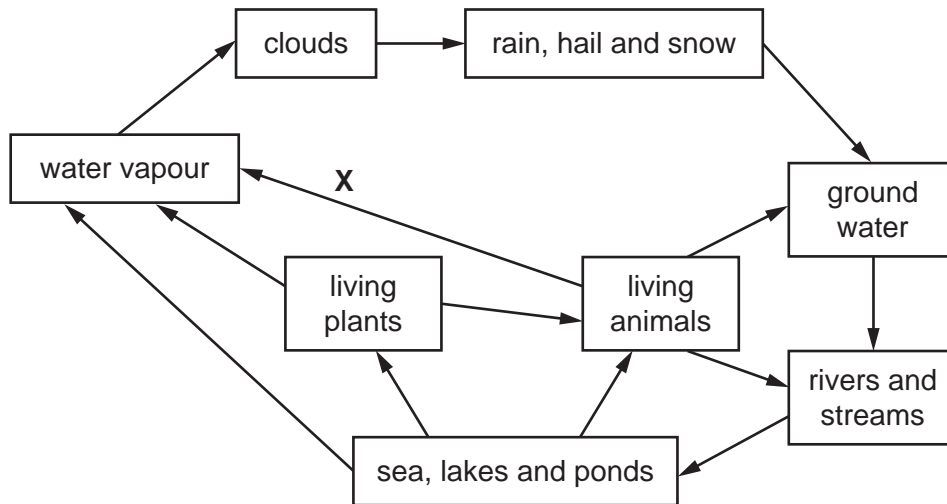 clouds
rain, hail and snow
water vapour
X
ground
water
living
plants
living
animals
rivers and
streams
sea, lakes and ponds